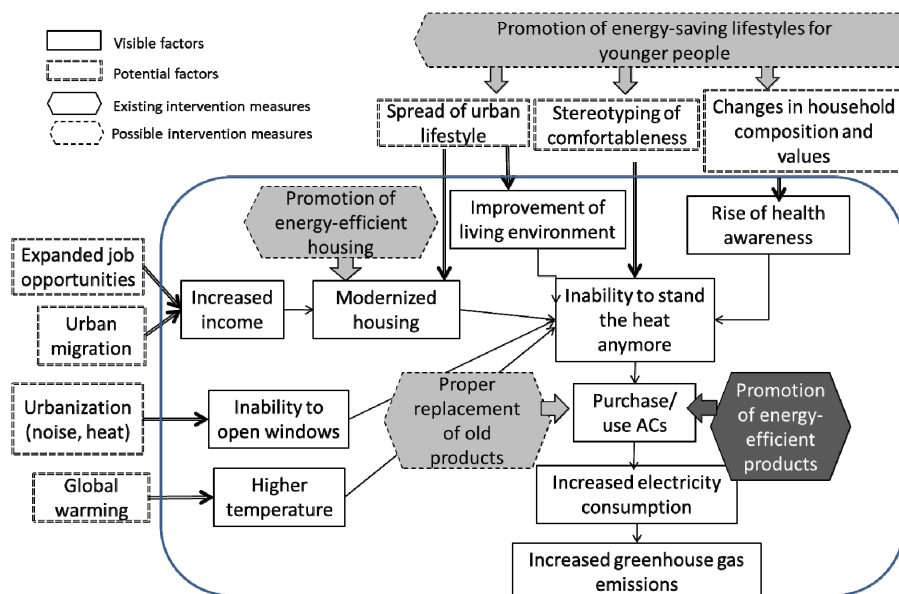 Promotion of energy-saving lifestyles for
younger people
Visible factors
Potential factors
Existing intervention measures
Possible intervention measures
Spread of urban
lifestyle
Stereotyping of
comfortableness
Changes in household
composition and
values
Promotion of
energy-efficient
housing
Improvement of
living environment
Rise of health
awareness
Expanded job
opportunities
Urban
migration
Increased
income
Modernized
housing
Inability to stand
the heat
anymore
Urbanization
(noise, heat)
Inability to
open windows
Proper
replacement
of old
products
Purchase/
use ACs
Promotion
of energy-
efficient
products
Global
warming
Higher
temperature
Increased electricity
consumption
Increased greenhouse gas
emissions